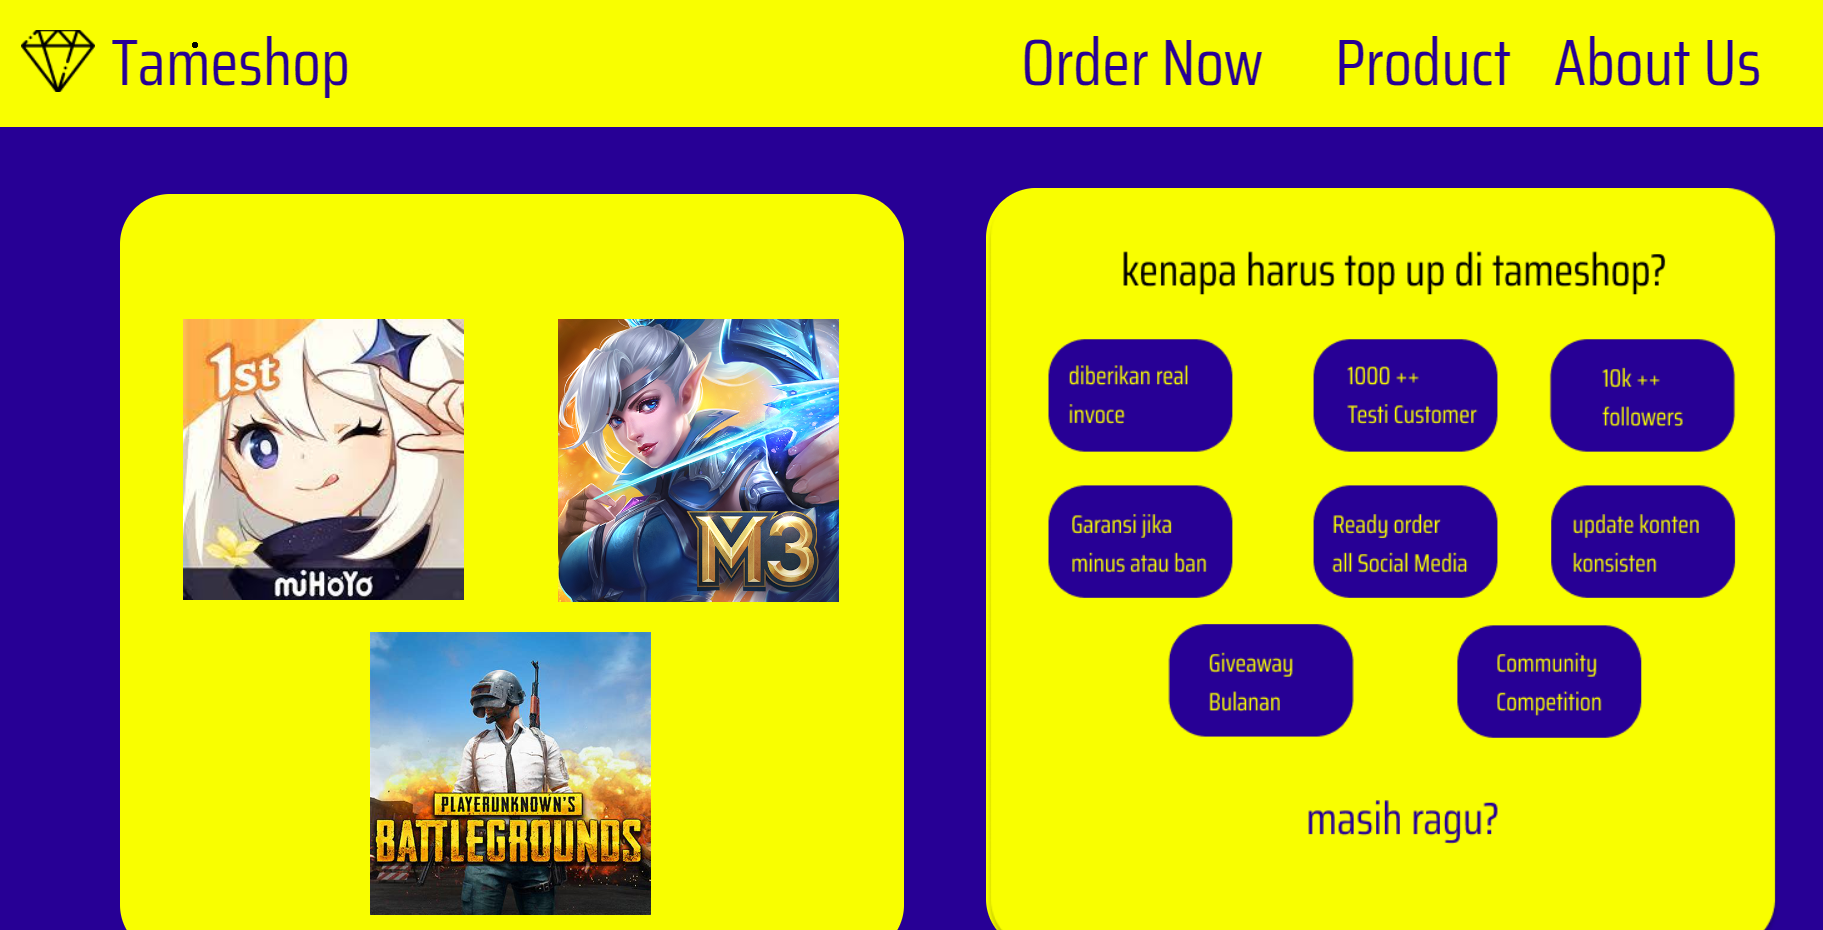 Tameshop
Order Now
Product
About Us
1st
miHoYo
M3
PLAYERUNKNOWN'S
BATTLEGROUNDS
kenapa harus top up di tameshop?
diberikan real
invoce
1000 ++
Testi Customer
10k ++
followers
Garansi jika
minus atau ban
Ready order
all Social Media
update konten
konsisten
Giveaway
Bulanan
Community
Competition
masih ragu?